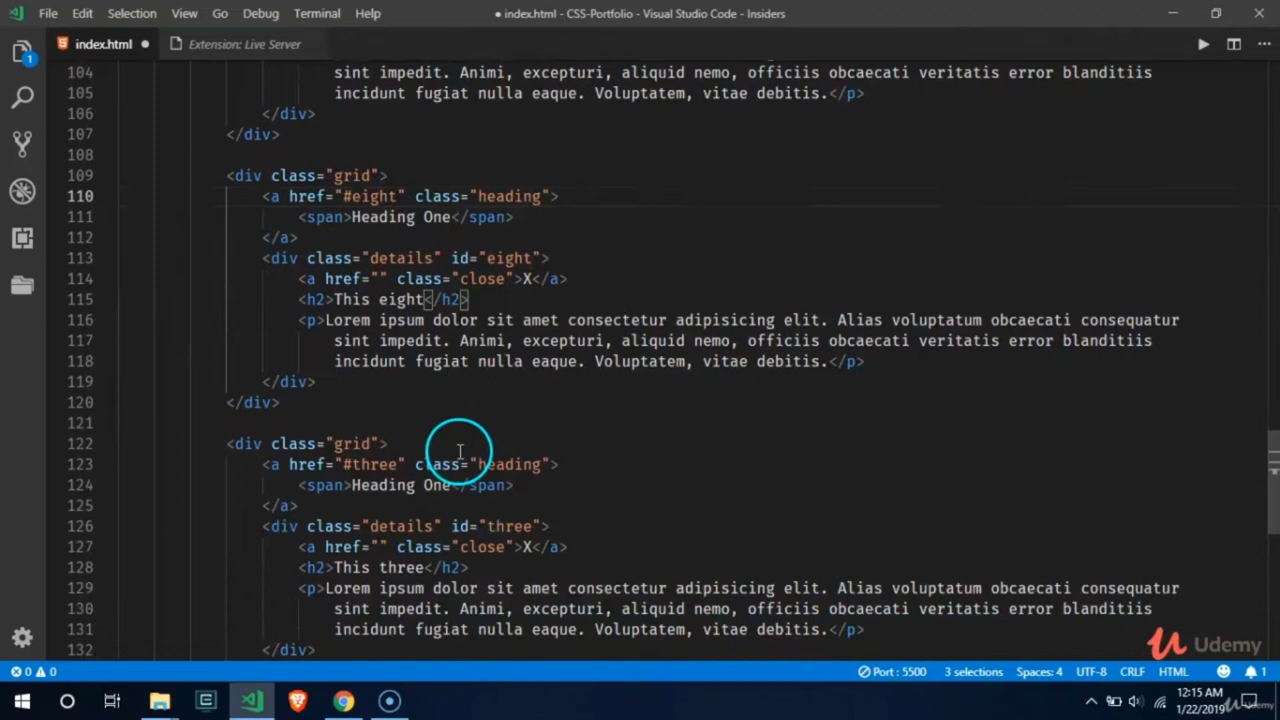 File Edit Selection View Go Debug Terminal Help ● index.html - CSS-Portfolio - Visual Studio Code - Insiders
index.html Extension: Live Server
104 sint impedit. Animi, excepturi, aliquid nemo, officiis obcaecati veritatis error blanditiis
105 incidunt fugiat nulla eaque. Voluptatem, vitae debitis.</p>
106 </div>
107 </div>
108
109 <div class="grid">
110 <a href="#eight" class="heading">
111 <span>Heading One</span>
112 </a>
113 <div class="details" id="eight">
114 <a href="" class="close">X</a>
115 <h2>This eight</h2>
116 <p>Lorem ipsum dolor sit amet consectetur adipisicing elit. Alias voluptatum obcaecati consequatur
117 sint impedit. Animi, excepturi, aliquid nemo, officiis obcaecati veritatis error blanditiis
118 incidunt fugiat nulla eaque. Voluptatem, vitae debitis.</p>
119 </div>
120 </div>
121
122 <div class="grid">
123 <a href="#three" class="heading">
124 <span>Heading One</span>
125 </a>
126 <div class="details" id="three">
127 <a href="" class="close">X</a>
128 <h2>This three</h2>
129 <p>Lorem ipsum dolor sit amet consectetur adipisicing elit. Alias voluptatum obcaecati consequatur
130 sint impedit. Animi, excepturi, aliquid nemo, officiis obcaecati veritatis error blanditiis
131 incidunt fugiat nulla eaque. Voluptatem, vitae debitis.</p>
132 </div>
Udemy
0 0 Port : 5500 3 selections Spaces: 4 UTF-8 CRLF HTML 1
12:15 AM
1/22/2019
Udemy